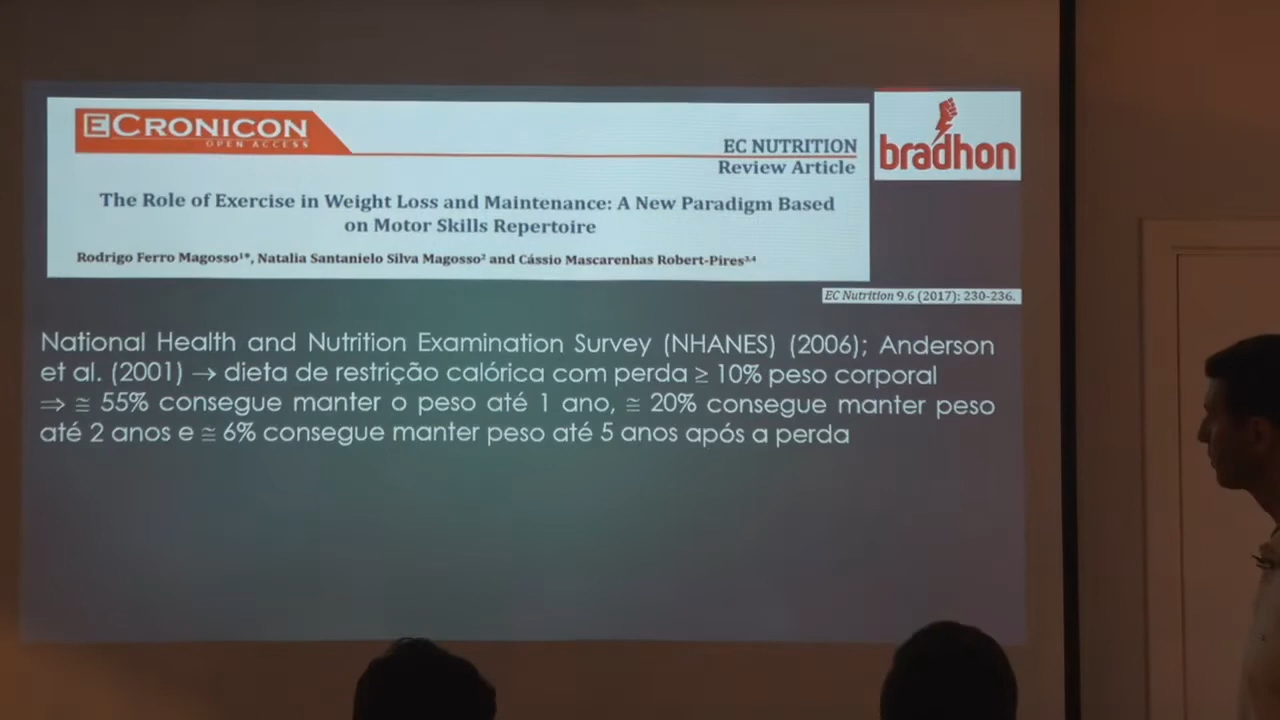 ECRONICON
OPEN ACCESS
EC NUTRITION
Review Article
The Role of Exercise in Weight Loss and Maintenance: A New Paradigm Based
on Motor Skills Repertoire
Rodrigo Ferro Magosso¹*, Natalia Santanielo Silva Magosso² and Cássio Mascarenhas Robert-Pires³,⁴
bradhon
EC Nutrition 9.6 (2017): 230-236.
National Health and Nutrition Examination Survey (NHANES) (2006); Anderson
et al. (2001) → dieta de restrição calórica com perda ≥ 10% peso corporal
⇒ ≅ 55% consegue manter o peso até 1 ano, ≅ 20% consegue manter peso
até 2 anos e ≅ 6% consegue manter peso até 5 anos após a perda